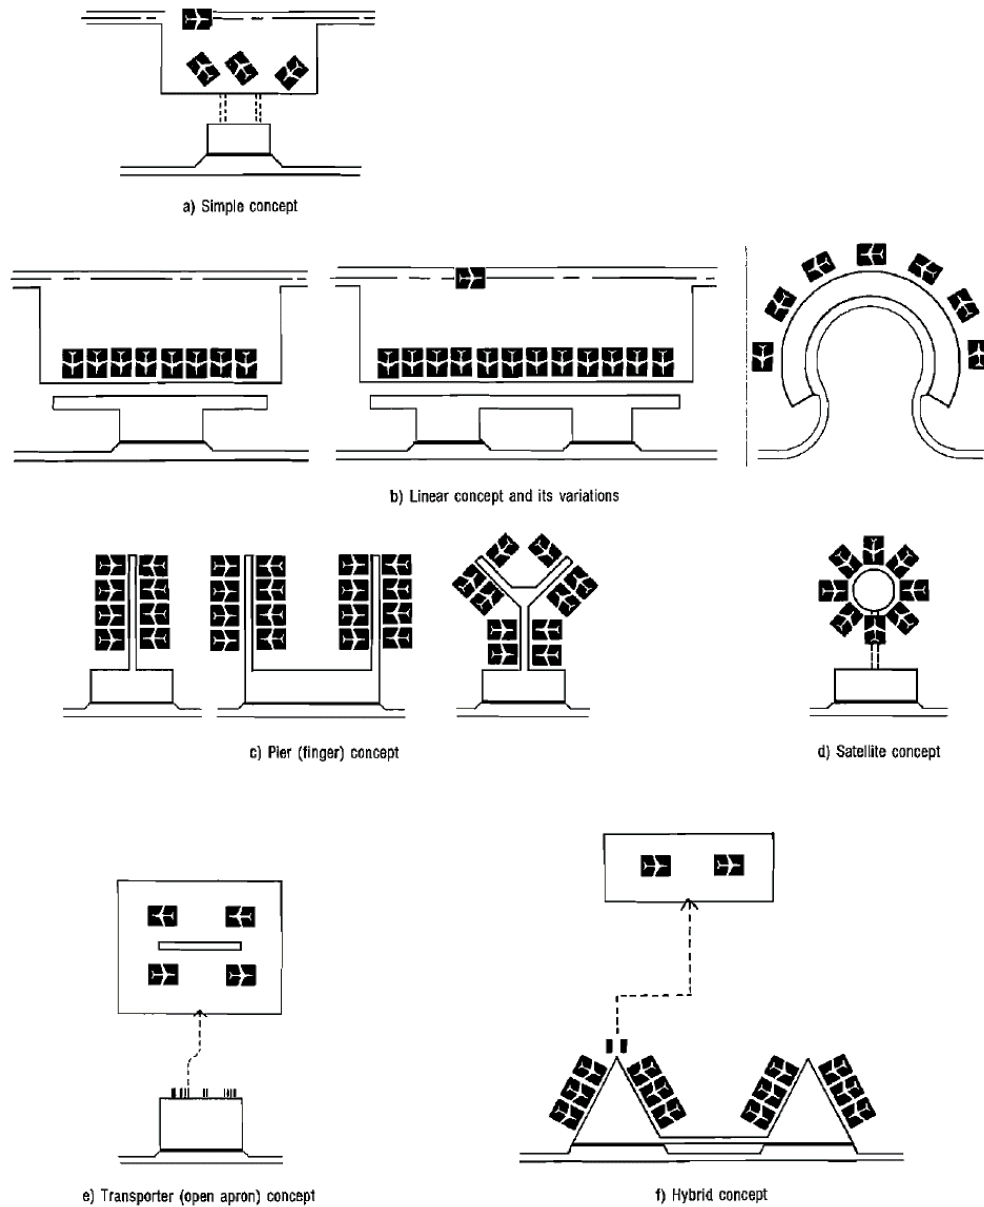 a) Simple concept
b) Linear concept and its variations
c) Pier (finger) concept
d) Satellite concept
e) Transporter (open apron) concept
f) Hybrid concept